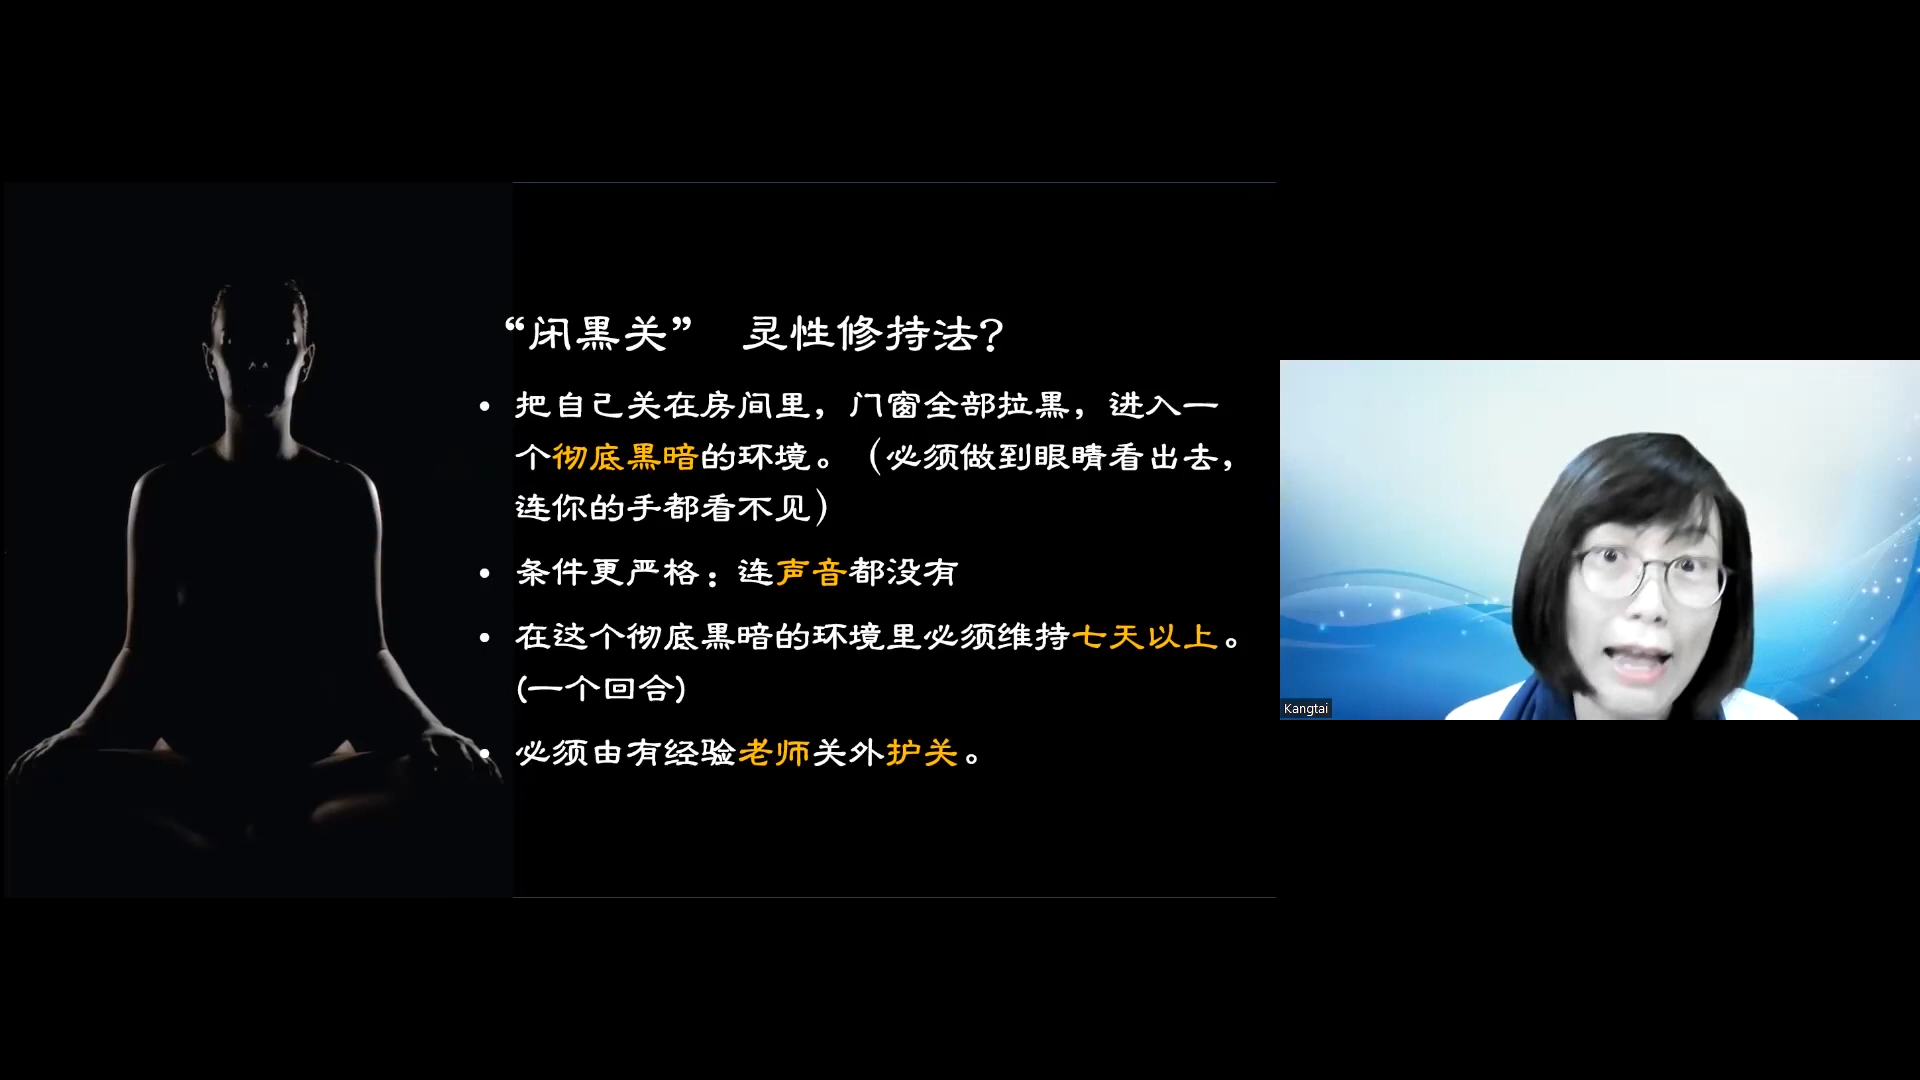 “闭黑关” 灵性修持法？
• 把自己关在房间里，门窗全部拉黑，进入一
个彻底黑暗的环境。（必须做到眼睛看出去，
连你的手都看不见）
• 条件更严格：连声音都没有
• 在这个彻底黑暗的环境里必须维持七天以上。
(一个回合)
• 必须由有经验老师关外护关。
Kangtai